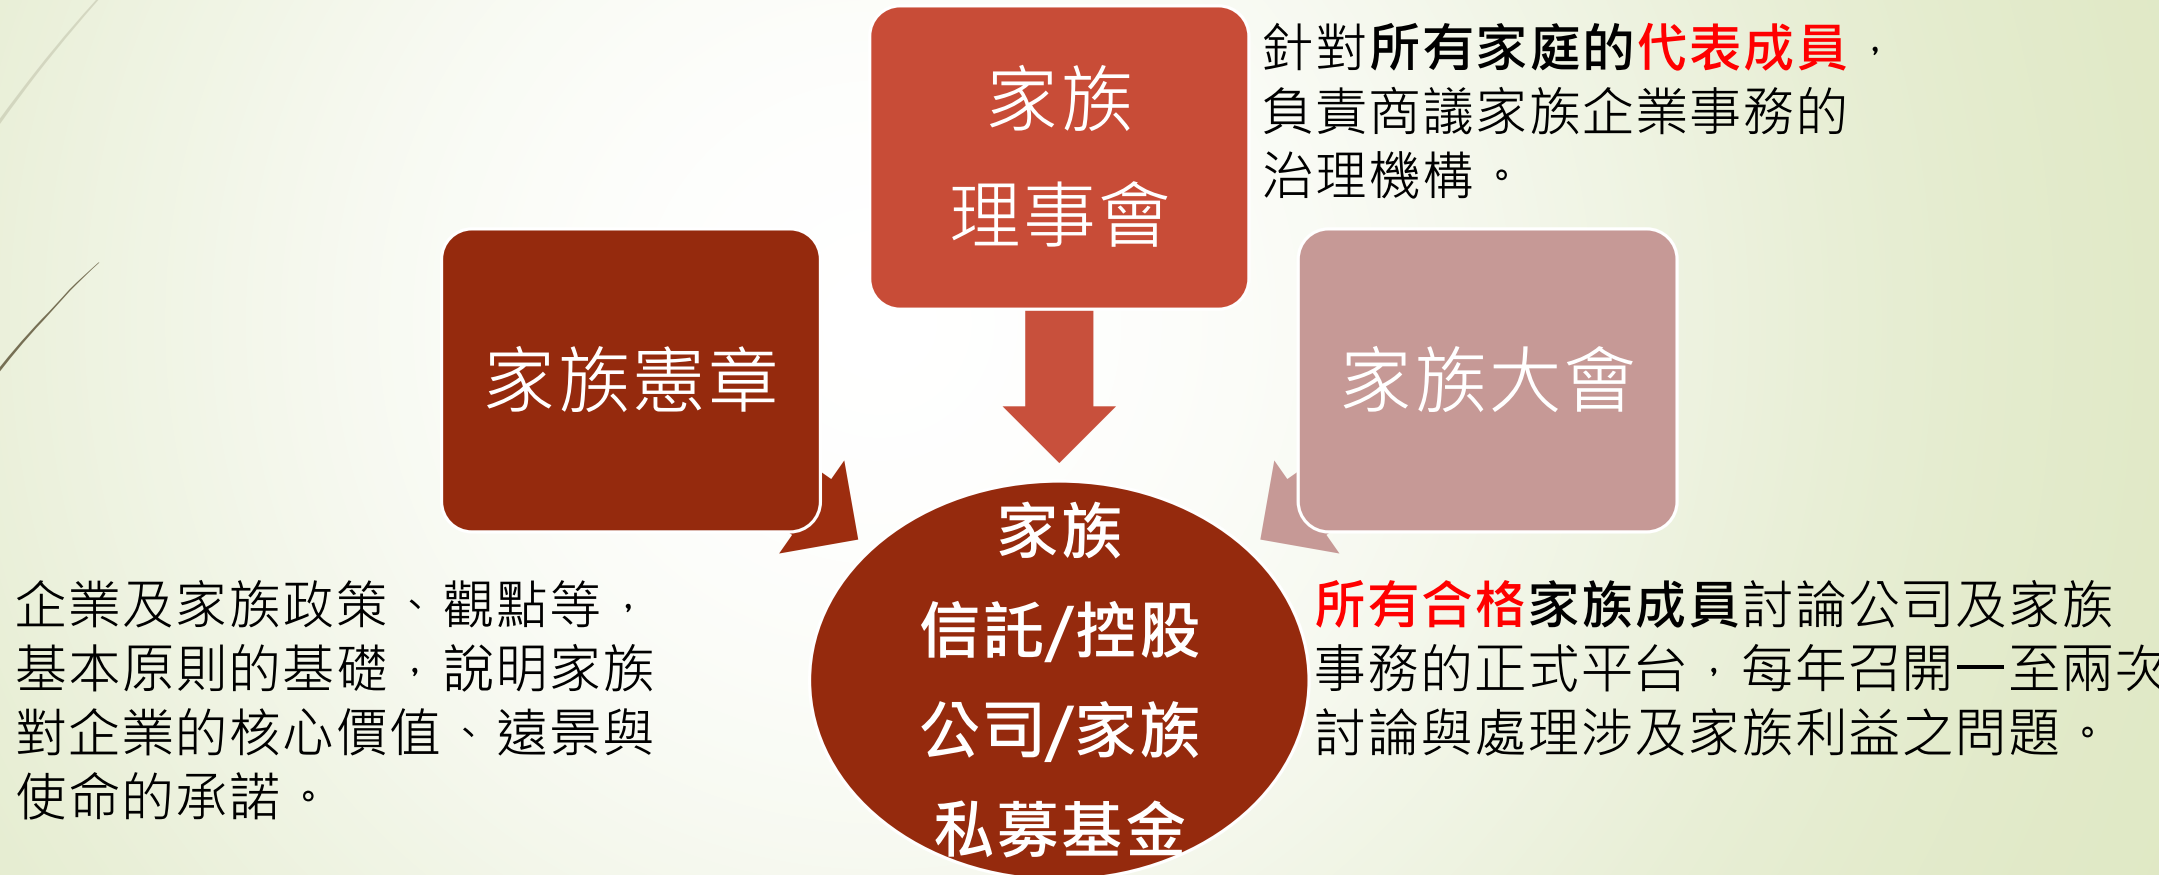 家族
理事會
針對所有家庭的代表成員，
負責商議家族企業事務的
治理機構。
家族憲章
家族大會
企業及家族政策、觀點等，
基本原則的基礎，說明家族
對企業的核心價值、遠景與
使命的承諾。
家族
信託/控股
公司/家族
私募基金
所有合格家族成員討論公司及家族
事務的正式平台，每年召開一至兩次
討論與處理涉及家族利益之問題。